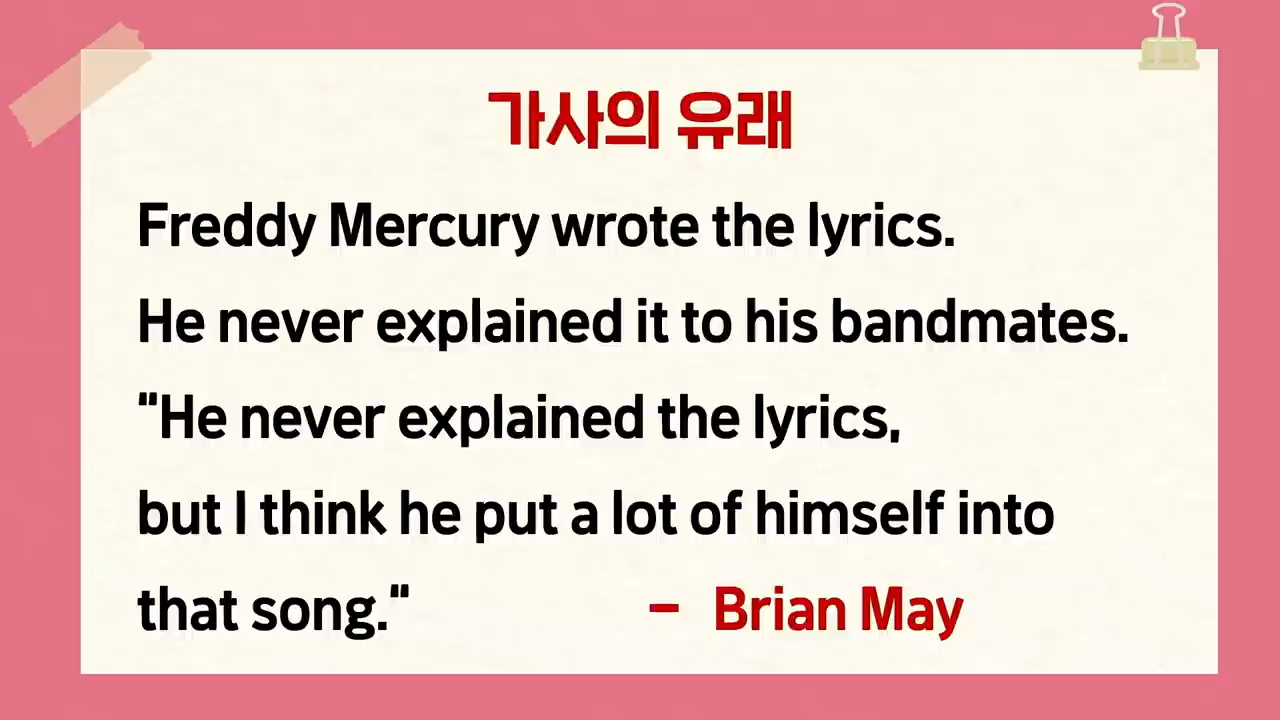 가사의 유래
Freddy Mercury wrote the lyrics.
He never explained it to his bandmates.
"He never explained the lyrics,
but I think he put a lot of himself into
that song." - Brian May